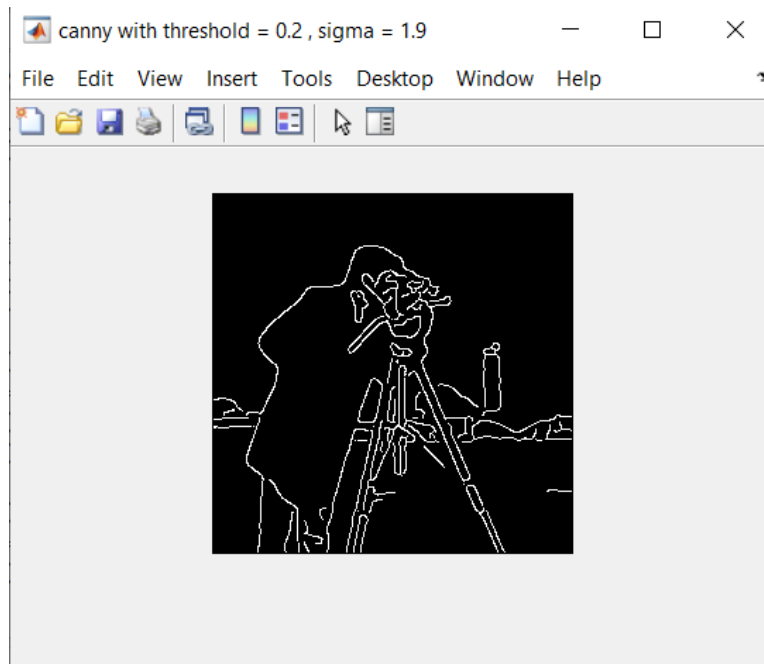 canny with threshold = 0.2 , sigma = 1.9
File Edit View Insert Tools Desktop Window Help